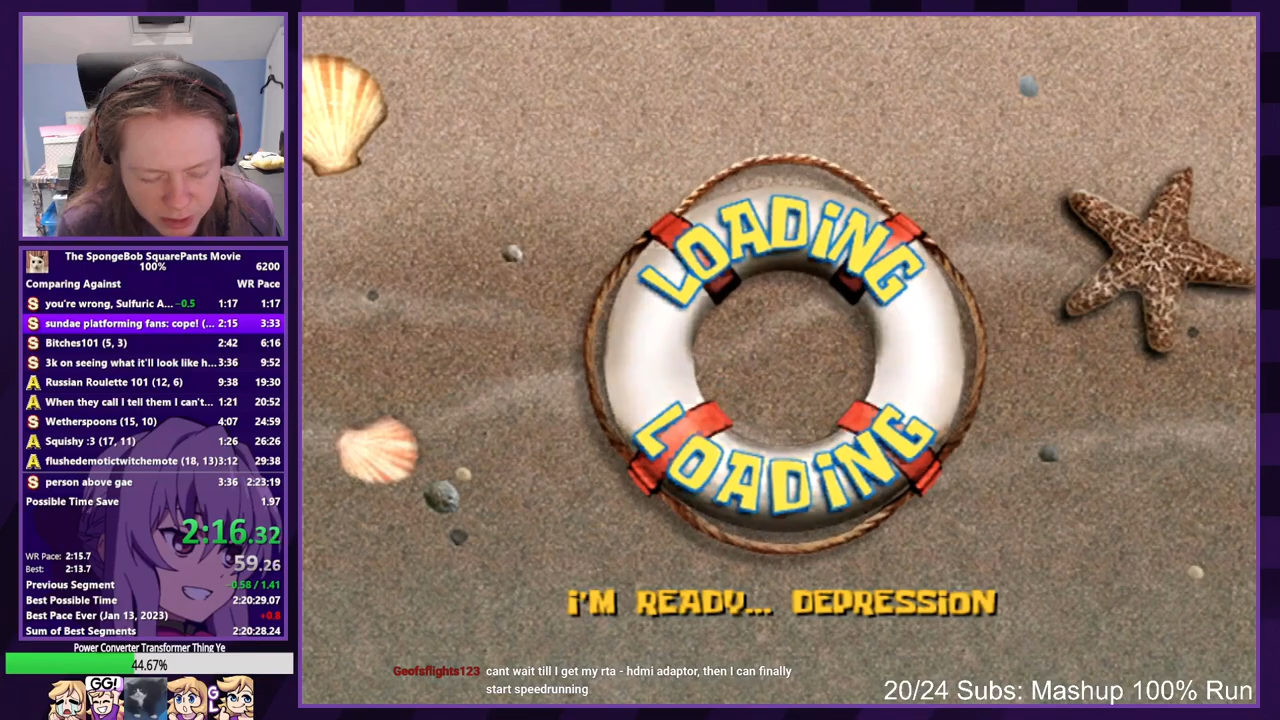 The SpongeBob SquarePants Movie
100% 6200
Comparing Against WR Pace
S you're wrong, Sulfuric A... −0.5 1:17 1:17
S sundae platforming fans: cope! (... 2:15 3:33
S Bitches101 (5, 3) 2:42 6:16
S 3k on seeing what it'll look like h... 3:36 9:52
A Russian Roulette 101 (12, 6) 9:38 19:30
A When they call I tell them I can't... 1:21 20:52
S Wetherspoons (15, 10) 4:07 24:59
A Squishy :3 (17, 11) 1:26 26:26
A flushedemotictwitchemote (18, 13) 3:12 29:38
S person above gae 3:36 2:23:19
Possible Time Save 1.97
2:16.32
WR Pace: 2:15.7
Best: 2:13.7
59.26
Previous Segment −0.58 / 1.41
Best Possible Time 2:20:29.07
Best Pace Ever (Jan 13, 2023) +0.8
Sum of Best Segments 2:20:28.24
Power Converter Transformer Thing Ye
44.67%
GG!
GL
LOADiNG
LOADiNG
i'M READY... DEPRESSiON
Geofsflights123 cant wait till I get my rta - hdmi adaptor, then I can finally
start speedrunning
20/24 Subs: Mashup 100% Run